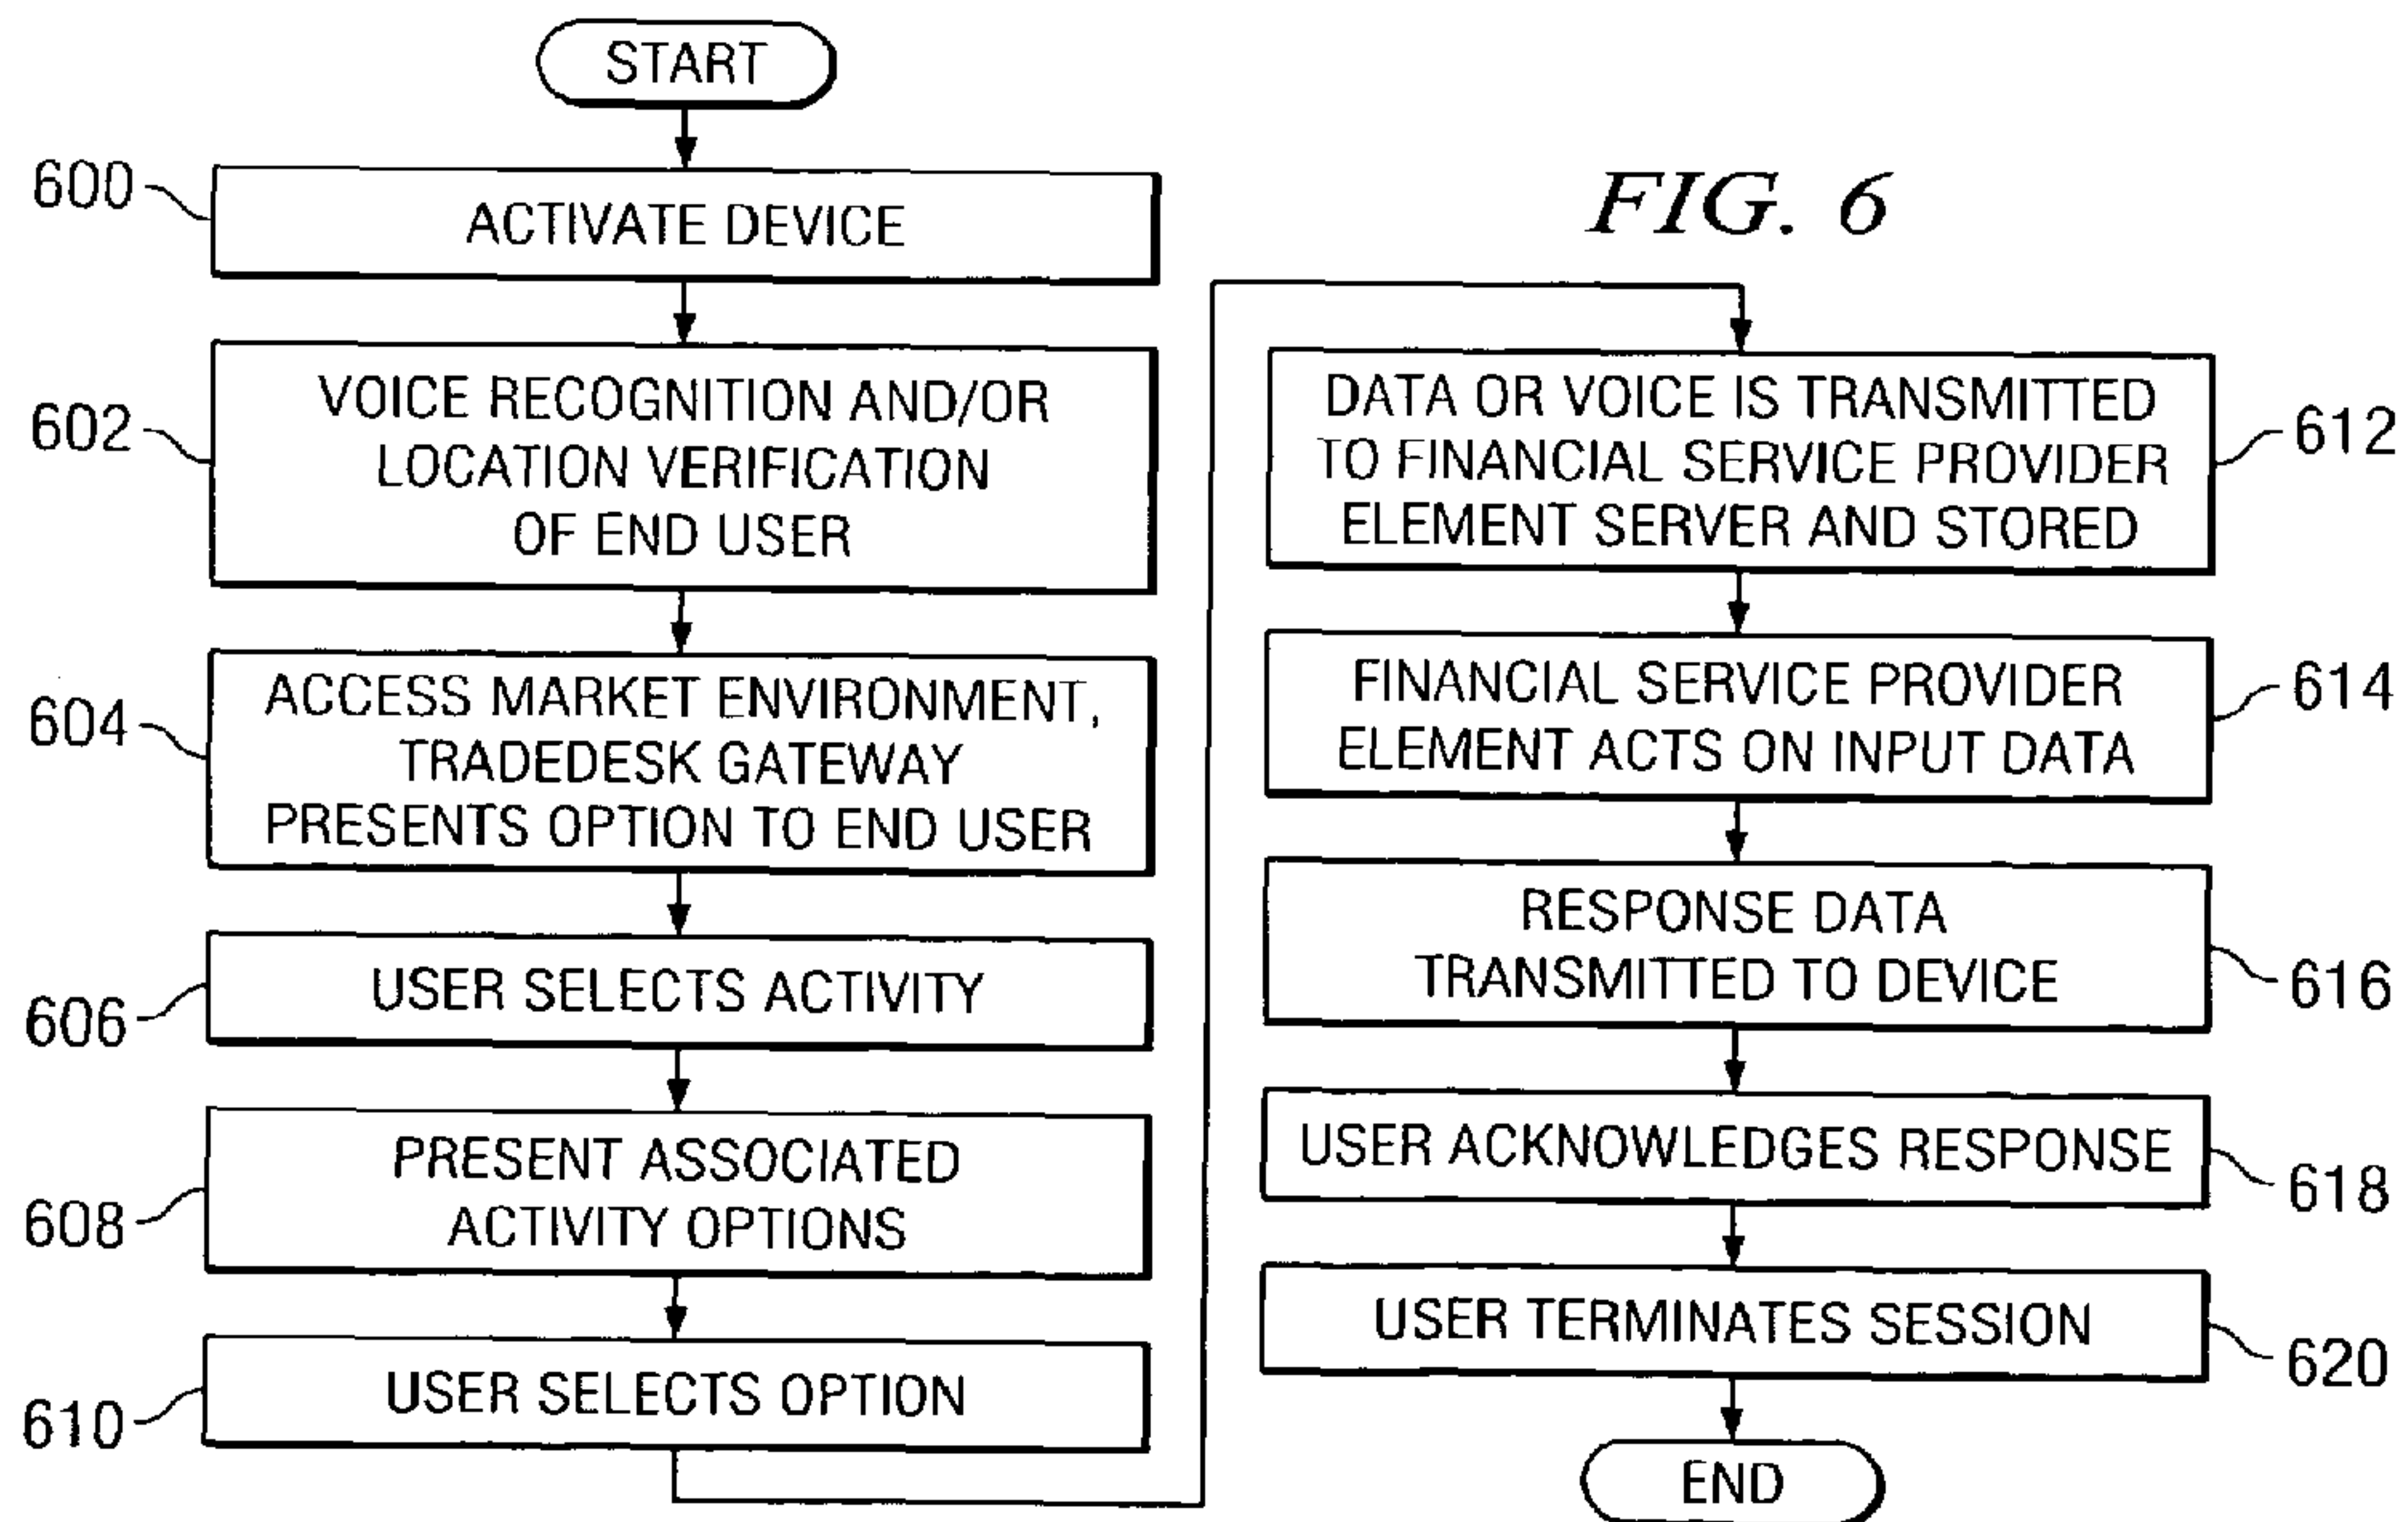 START
600
ACTIVATE DEVICE
602
VOICE RECOGNITION AND/OR
LOCATION VERIFICATION
OF END USER
604
ACCESS MARKET ENVIRONMENT,
TRADEDESK GATEWAY
PRESENTS OPTION TO END USER
606
USER SELECTS ACTIVITY
608
PRESENT ASSOCIATED
ACTIVITY OPTIONS
610
USER SELECTS OPTION
FIG. 6
DATA OR VOICE IS TRANSMITTED
TO FINANCIAL SERVICE PROVIDER
ELEMENT SERVER AND STORED
612
FINANCIAL SERVICE PROVIDER
ELEMENT ACTS ON INPUT DATA
614
RESPONSE DATA
TRANSMITTED TO DEVICE
616
USER ACKNOWLEDGES RESPONSE
618
USER TERMINATES SESSION
620
END